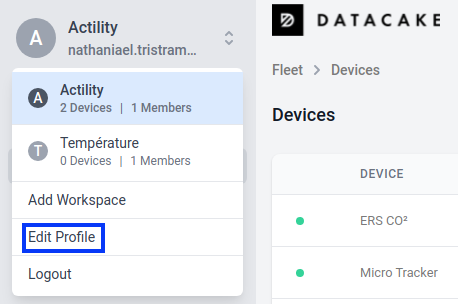 A
Actility
nathaniael.tristram...
DATACAKE
Fleet > Devices
Devices
A
Actility
2 Devices | 1 Members
T
Température
0 Devices | 1 Members
Add Workspace
Edit Profile
Logout
DEVICE
ERS CO²
Micro Tracker